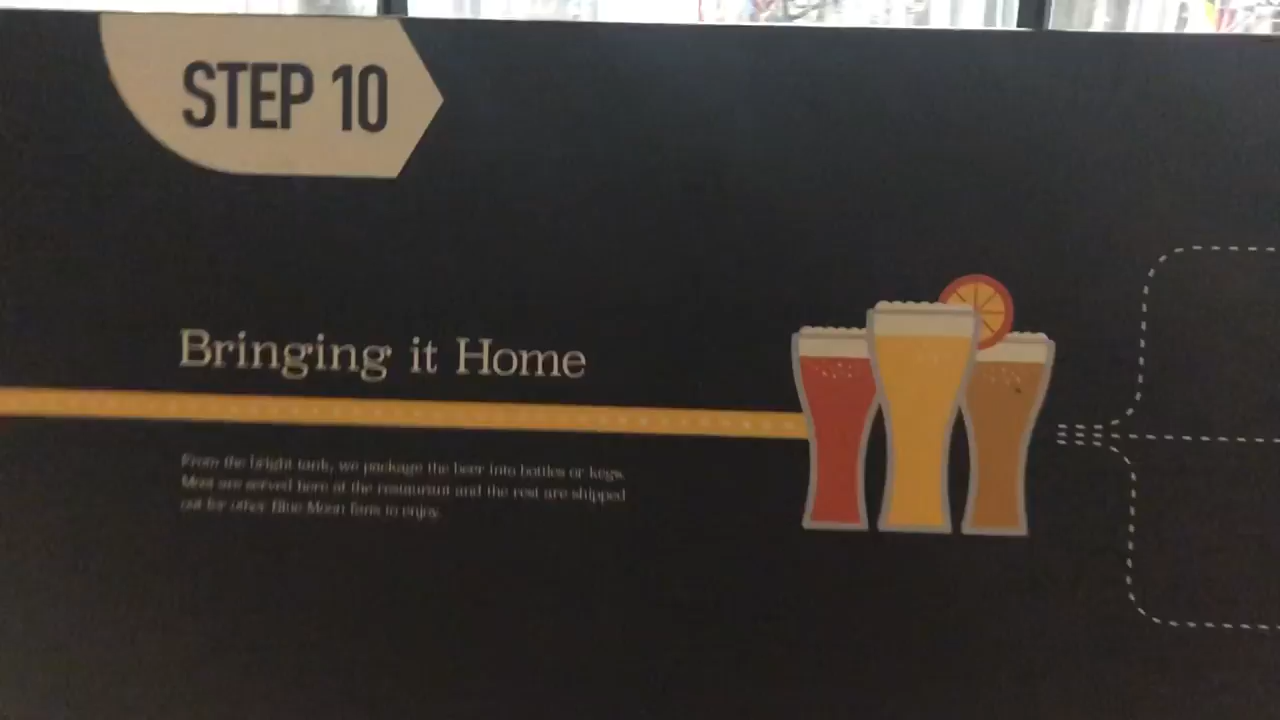 STEP 10
Bringing it Home
From the bright tank, we package the beer into bottles or kegs.
Most are served here at the restaurant and the rest are shipped
out for other Blue Moon fans to enjoy.